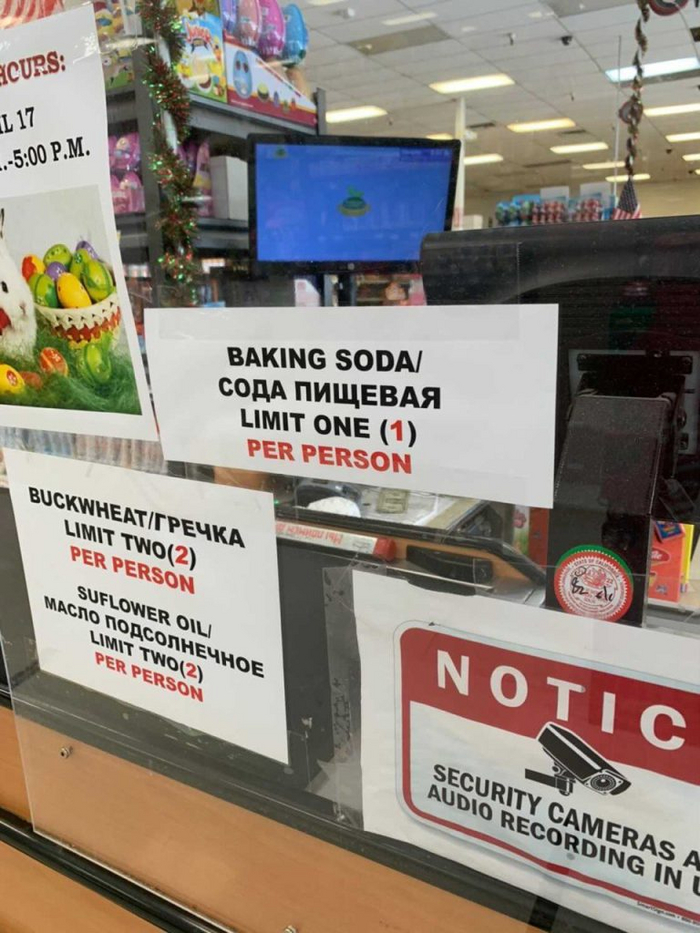 L 17
-5:00 P.M.
BAKING SODA/
СОДА ПИЩЕВАЯ
LIMIT ONE (1)
PER PERSON
BUCKWHEAT/ГРЕЧКА
LIMIT TWO(2)
PER PERSON
SUFLOWER OIL/
МАСЛО ПОДСОЛНЕЧНОЕ
LIMIT TWO(2)
PER PERSON
NOTIC
SECURITY CAMERAS A
AUDIO RECORDING IN U